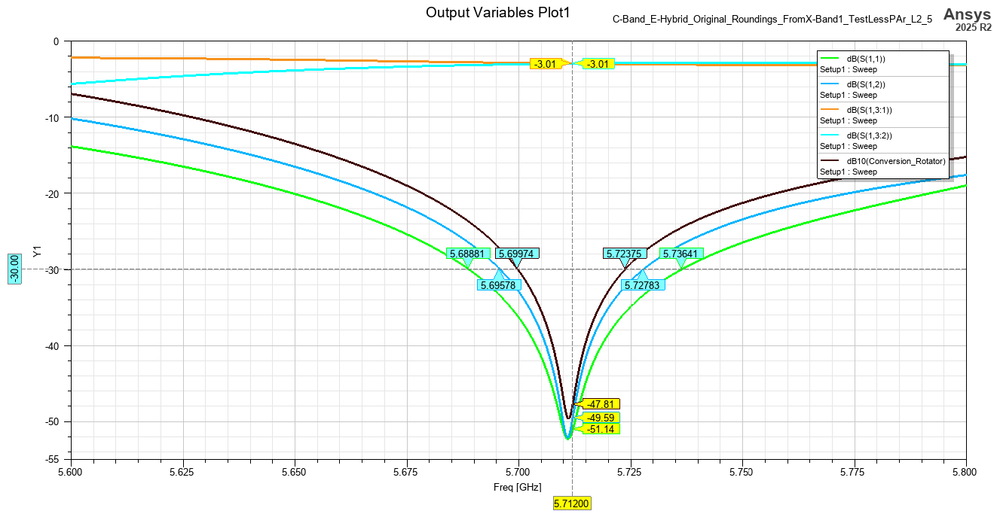 Output Variables Plot1
C-Band_E-Hybrid_Original_Roundings_FromX-Band1_TestLessPAr_L2_5
Ansys
2025 R2
0
-10
-20
-30
-40
-50
-55
Y1
-30.00
-3.01
-3.01
dB(S(1,1))
Setup1 : Sweep
dB(S(1,2))
Setup1 : Sweep
dB(S(1,3:1))
Setup1 : Sweep
dB(S(1,3:2))
Setup1 : Sweep
dB10(Conversion_Rotator)
Setup1 : Sweep
5.68881
5.69974
5.72375
5.73641
5.69578
5.72783
-47.81
-49.59
-51.14
5.600
5.625
5.650
5.675
5.700
5.725
5.750
5.775
5.800
Freq [GHz]
5.71200